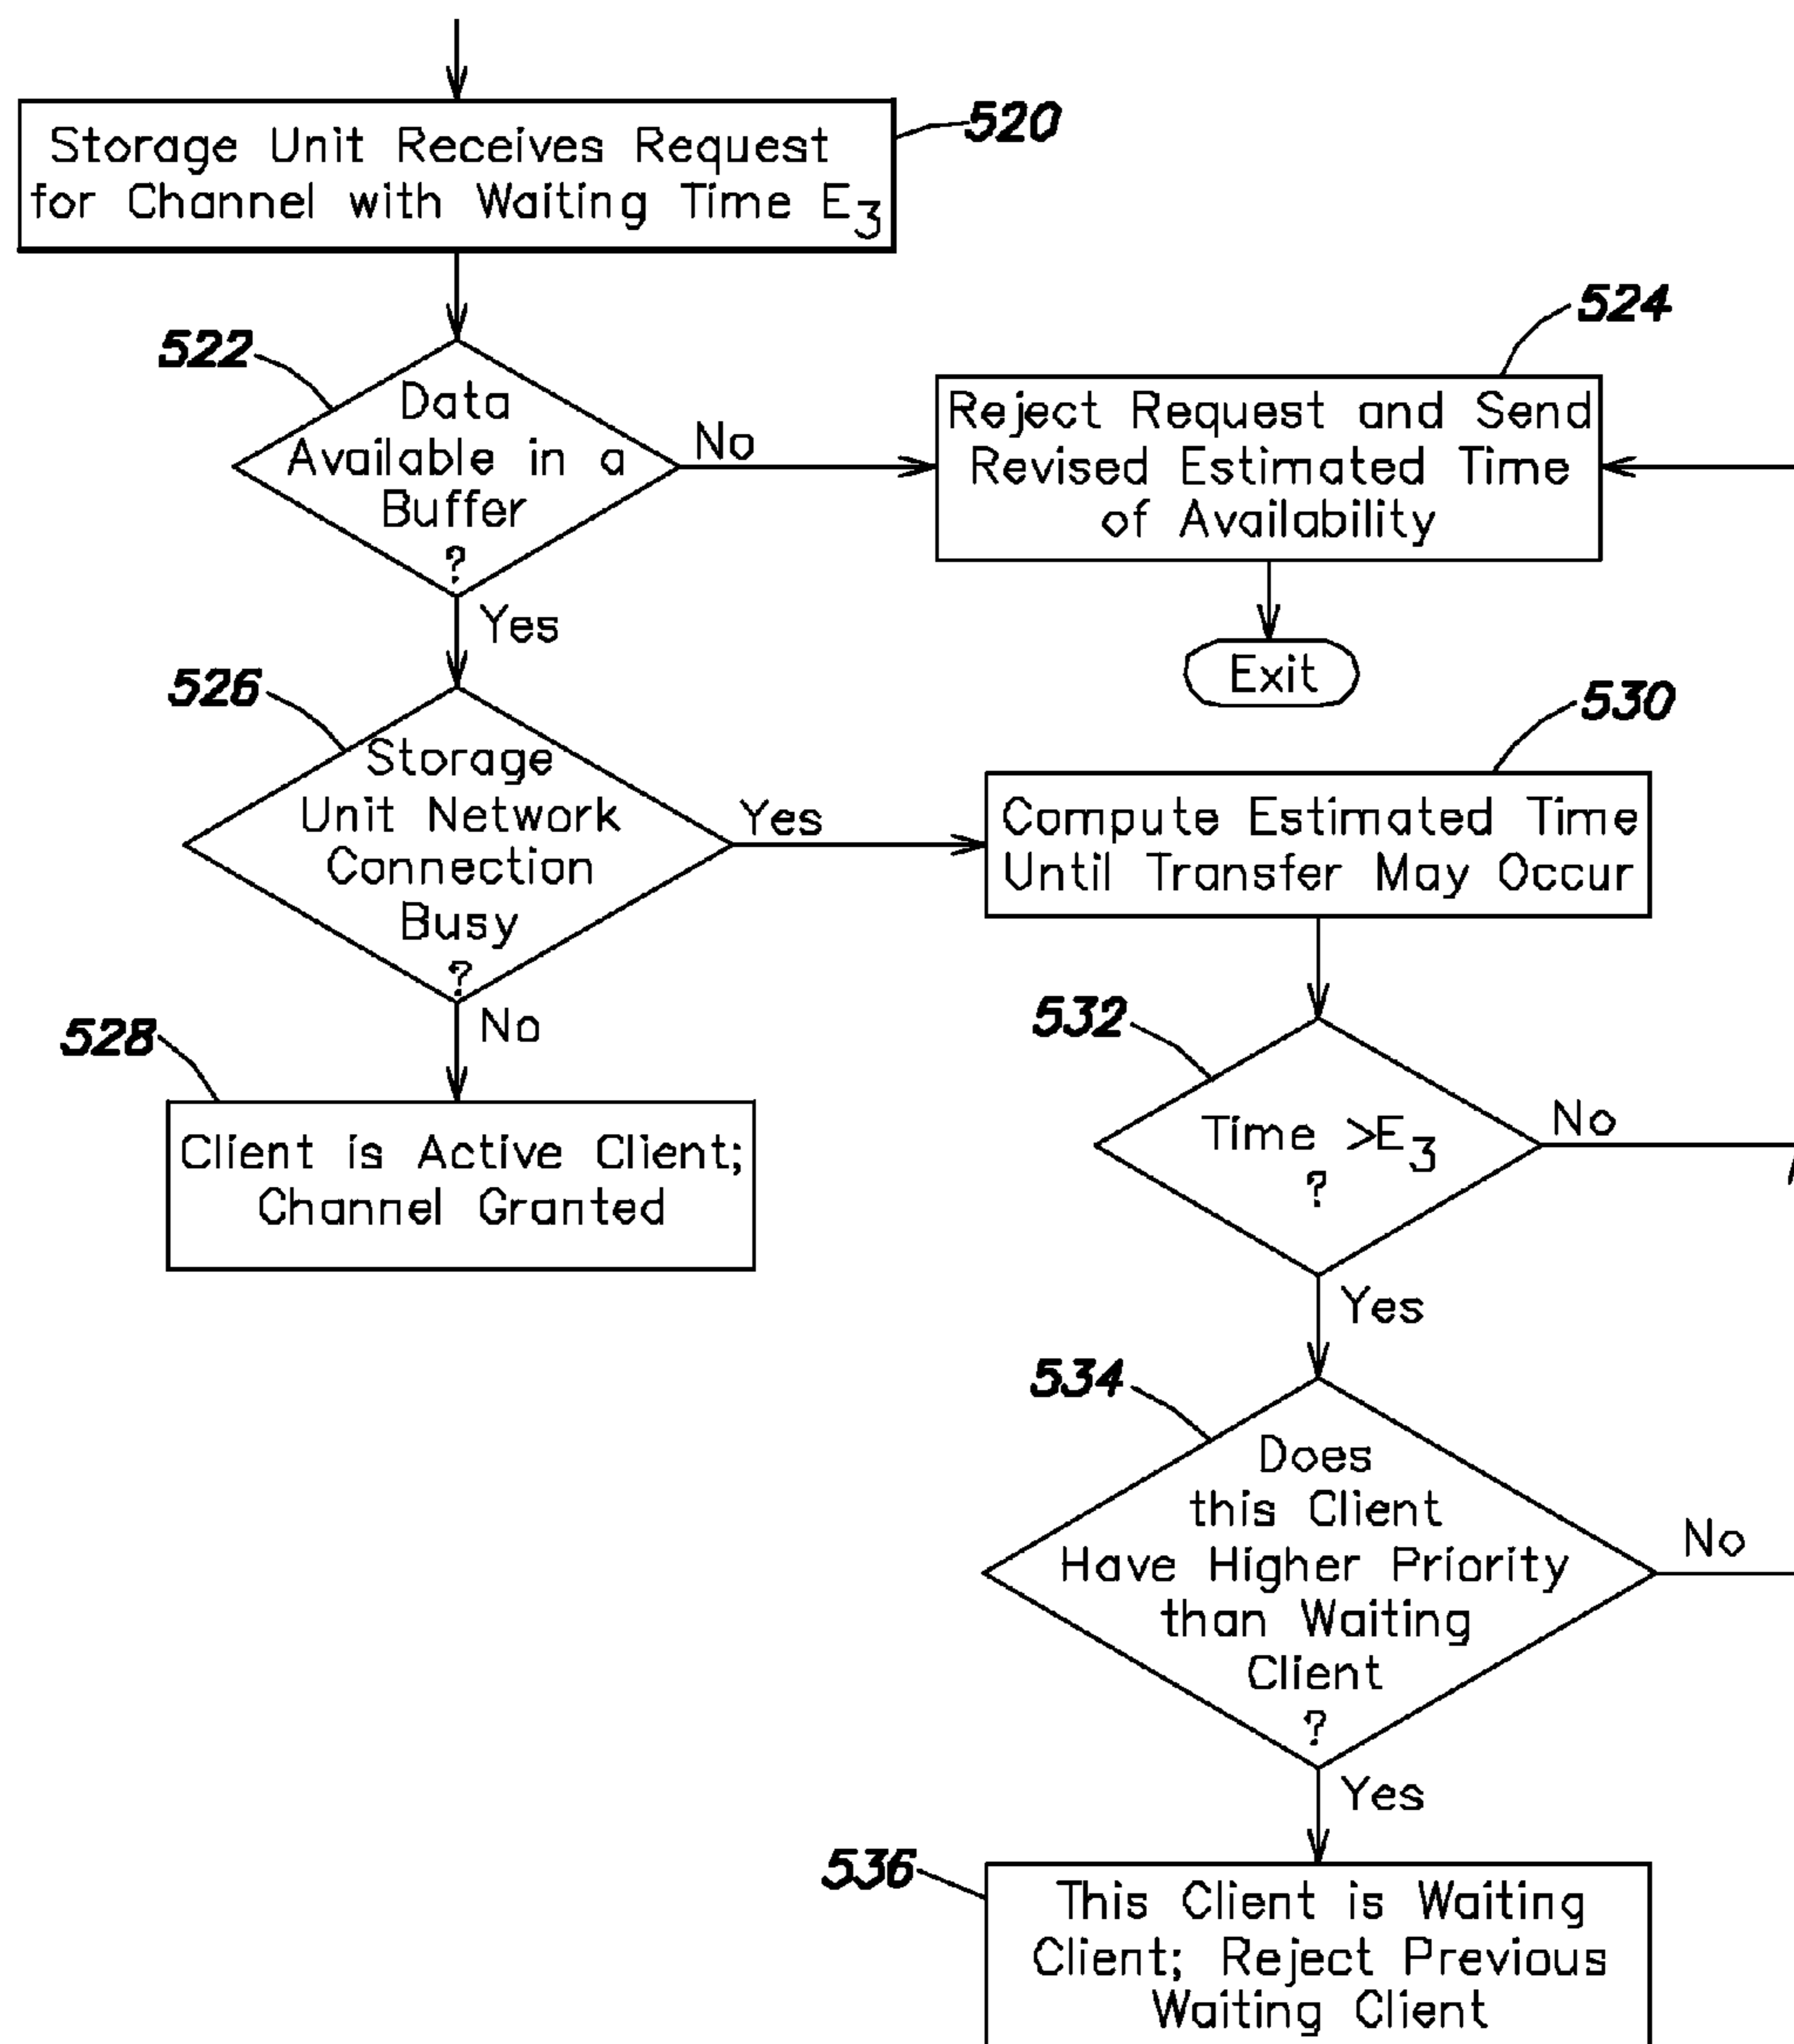 Storage Unit Receives Request
for Channel with Waiting Time E3
520
522
Data
Available in a
Buffer
?
No
Yes
524
Reject Request and Send
Revised Estimated Time
of Availability
Exit
526
Storage
Unit Network
Connection
Busy
?
Yes
No
528
Client is Active Client;
Channel Granted
530
Compute Estimated Time
Until Transfer May Occur
532
Time >E3
?
No
Yes
534
Does
this Client
Have Higher Priority
than Waiting
Client
?
No
Yes
536
This Client is Waiting
Client; Reject Previous
Waiting Client